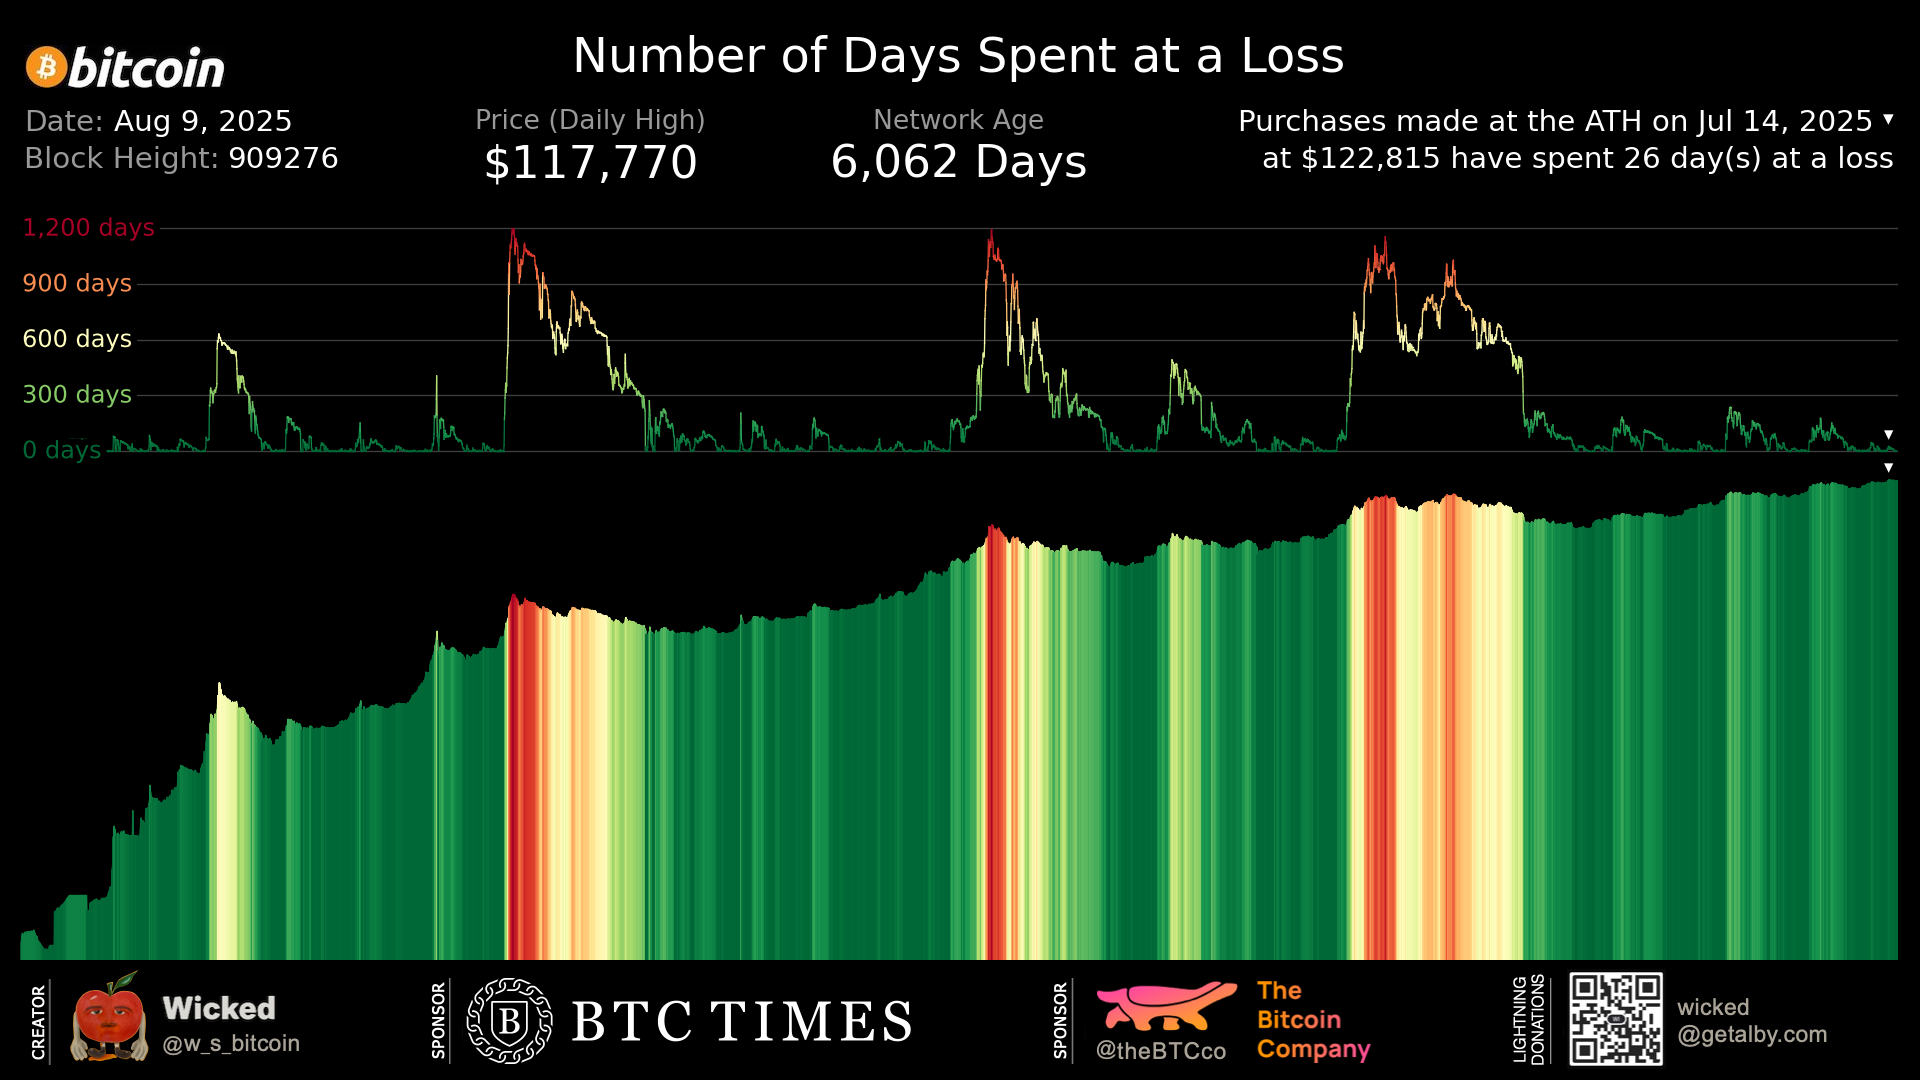 bitcoin
Number of Days Spent at a Loss
Date: Aug 9, 2025
Block Height: 909276
Price (Daily High)
$117,770
Network Age
6,062 Days
Purchases made at the ATH on Jul 14, 2025 ▾
at $122,815 have spent 26 day(s) at a loss
1,200 days
900 days
600 days
300 days
0 days
CREATOR
Wicked
@w_s_bitcoin
SPONSOR
B
BTC TIMES
SPONSOR
@theBTCco
The
Bitcoin
Company
LIGHTNING
DONATIONS
wicked
@getalby.com